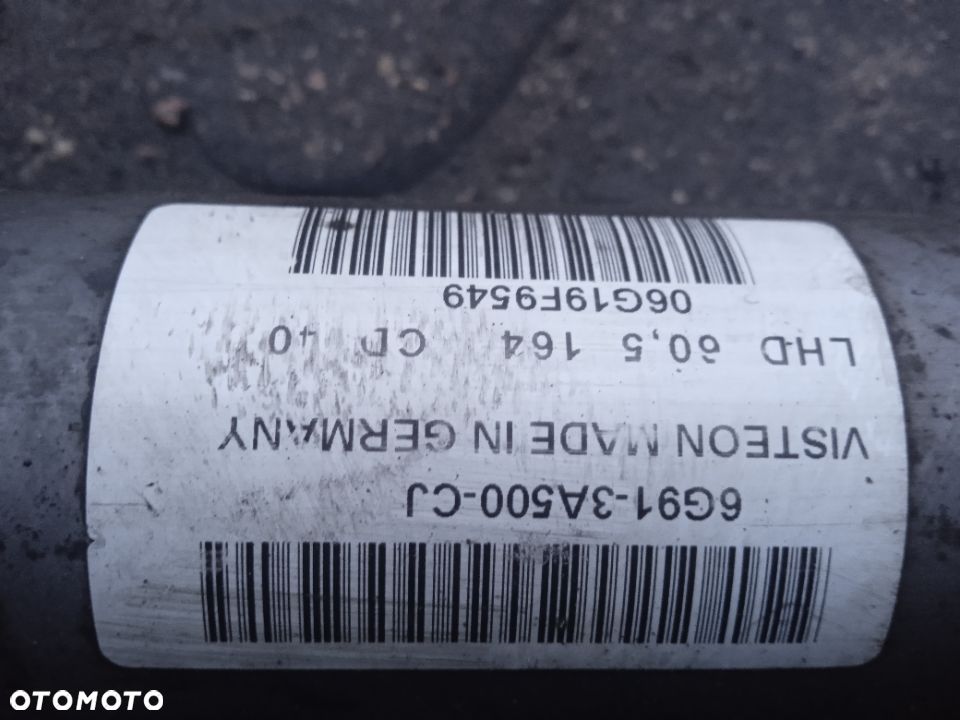 6G91-3A500-CJ
VISTEON MADE IN GERMANY
LHD 60,5 164 CD 40
06G19F9549
OTOMOTO